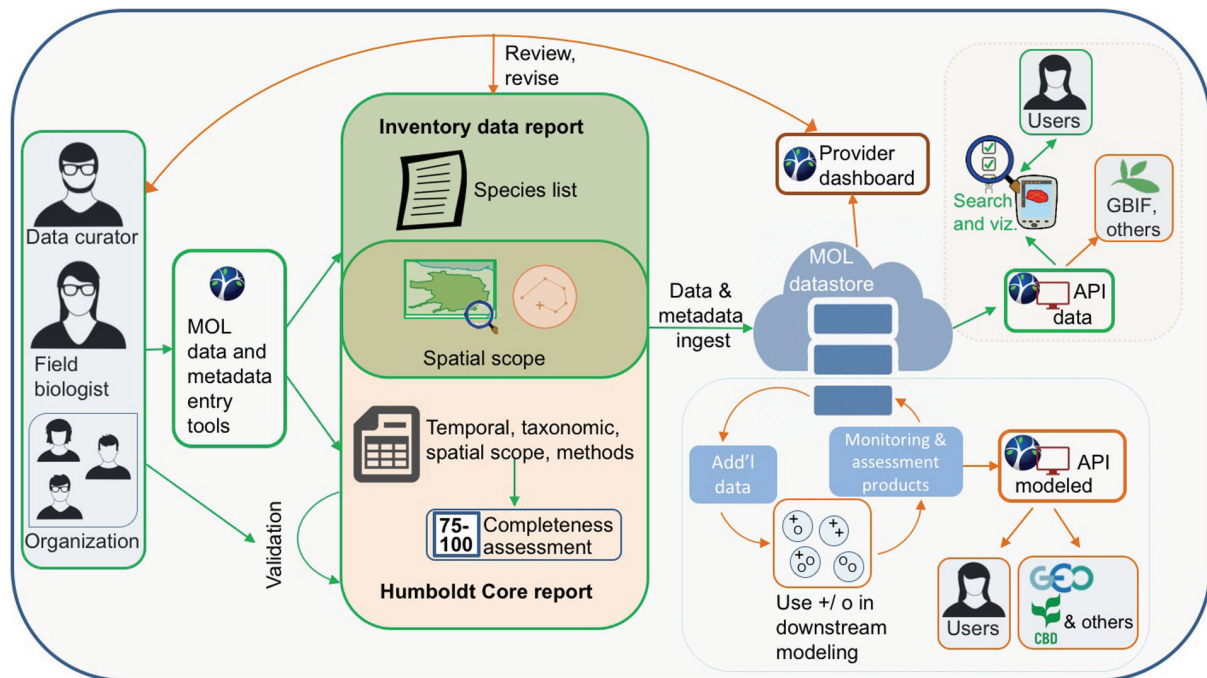 Review,
revise
Inventory data report
Species list
Spatial scope
Temporal, taxonomic,
spatial scope, methods
75-
100
Completeness
assessment
Humboldt Core report
Data curator
Field
biologist
Organization
MOL
data and
metadata
entry
tools
Validation
Data &
metadata
ingest
Provider
dashboard
MOL
datastore
Users
Search
and viz.
GBIF,
others
API
data
Add'l
data
Monitoring &
assessment
products
API
modeled
+
o
+
+
+
o o
o o
Use +/ o in
downstream
modeling
Users
GEO
CBD
& others